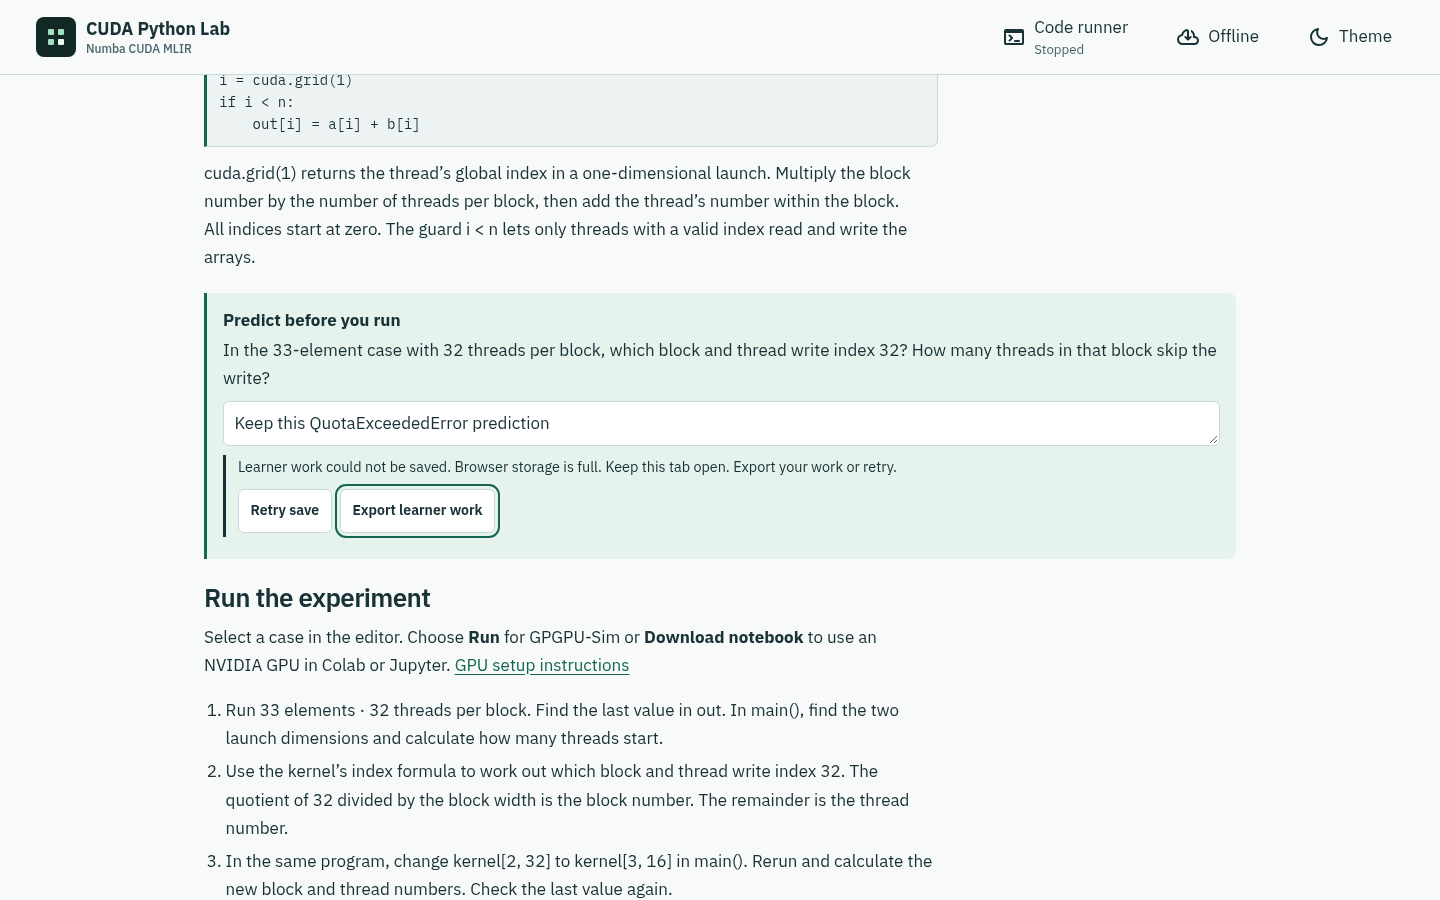 CUDA Python Lab
Numba CUDA MLIR
Code runner
Stopped
Offline
Theme
i = cuda.grid(1)
if i < n:
    out[i] = a[i] + b[i]
cuda.grid(1) returns the thread’s global index in a one-dimensional launch. Multiply the block
number by the number of threads per block, then add the thread’s number within the block.
All indices start at zero. The guard i < n lets only threads with a valid index read and write the
arrays.
Predict before you run
In the 33-element case with 32 threads per block, which block and thread write index 32? How many threads in that block skip the
write?
Keep this QuotaExceededError prediction
Learner work could not be saved. Browser storage is full. Keep this tab open. Export your work or retry.
Retry save
Export learner work
Run the experiment
Select a case in the editor. Choose Run for GPGPU-Sim or Download notebook to use an
NVIDIA GPU in Colab or Jupyter. GPU setup instructions
1. Run 33 elements · 32 threads per block. Find the last value in out. In main(), find the two
launch dimensions and calculate how many threads start.
2. Use the kernel’s index formula to work out which block and thread write index 32. The
quotient of 32 divided by the block width is the block number. The remainder is the thread
number.
3. In the same program, change kernel[2, 32] to kernel[3, 16] in main(). Rerun and calculate the
new block and thread numbers. Check the last value again.